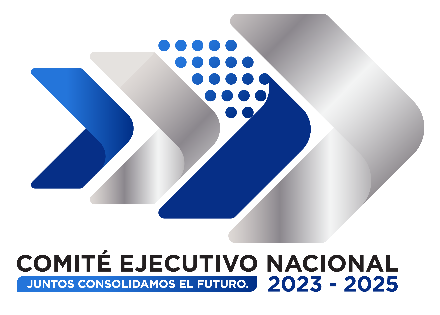 COMITÉ EJECUTIVO NACIONAL
JUNTOS CONSOLIDAMOS EL FUTURO. 2023 - 2025